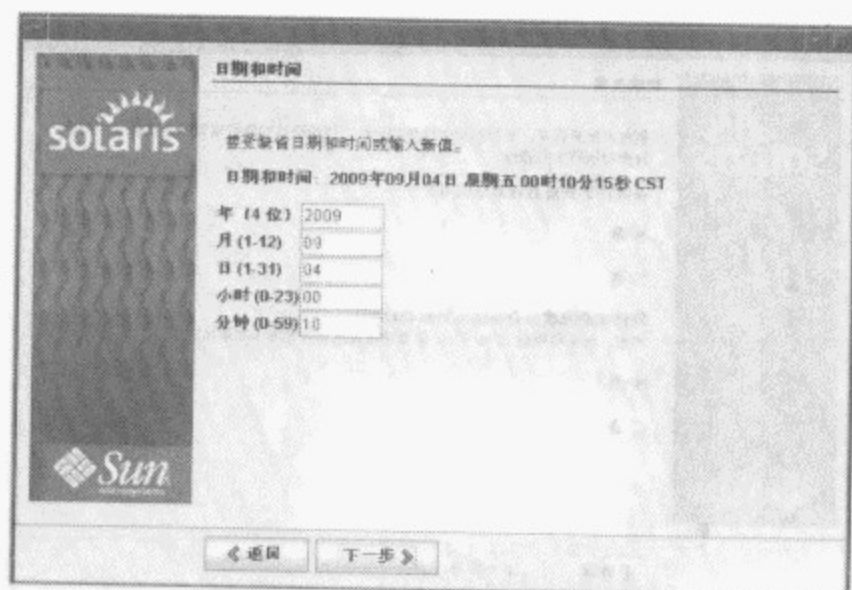 日期和时间
solaris
接受缺省日期和时间或输入新值。
日期和时间: 2009年09月04日 星期五 00时10分15秒 CST
年 (4 位) 2009
月 (1-12) 09
日 (1-31) 04
小时 (0-23) 00
分钟 (0-59) 10
Sun
返回 下一步